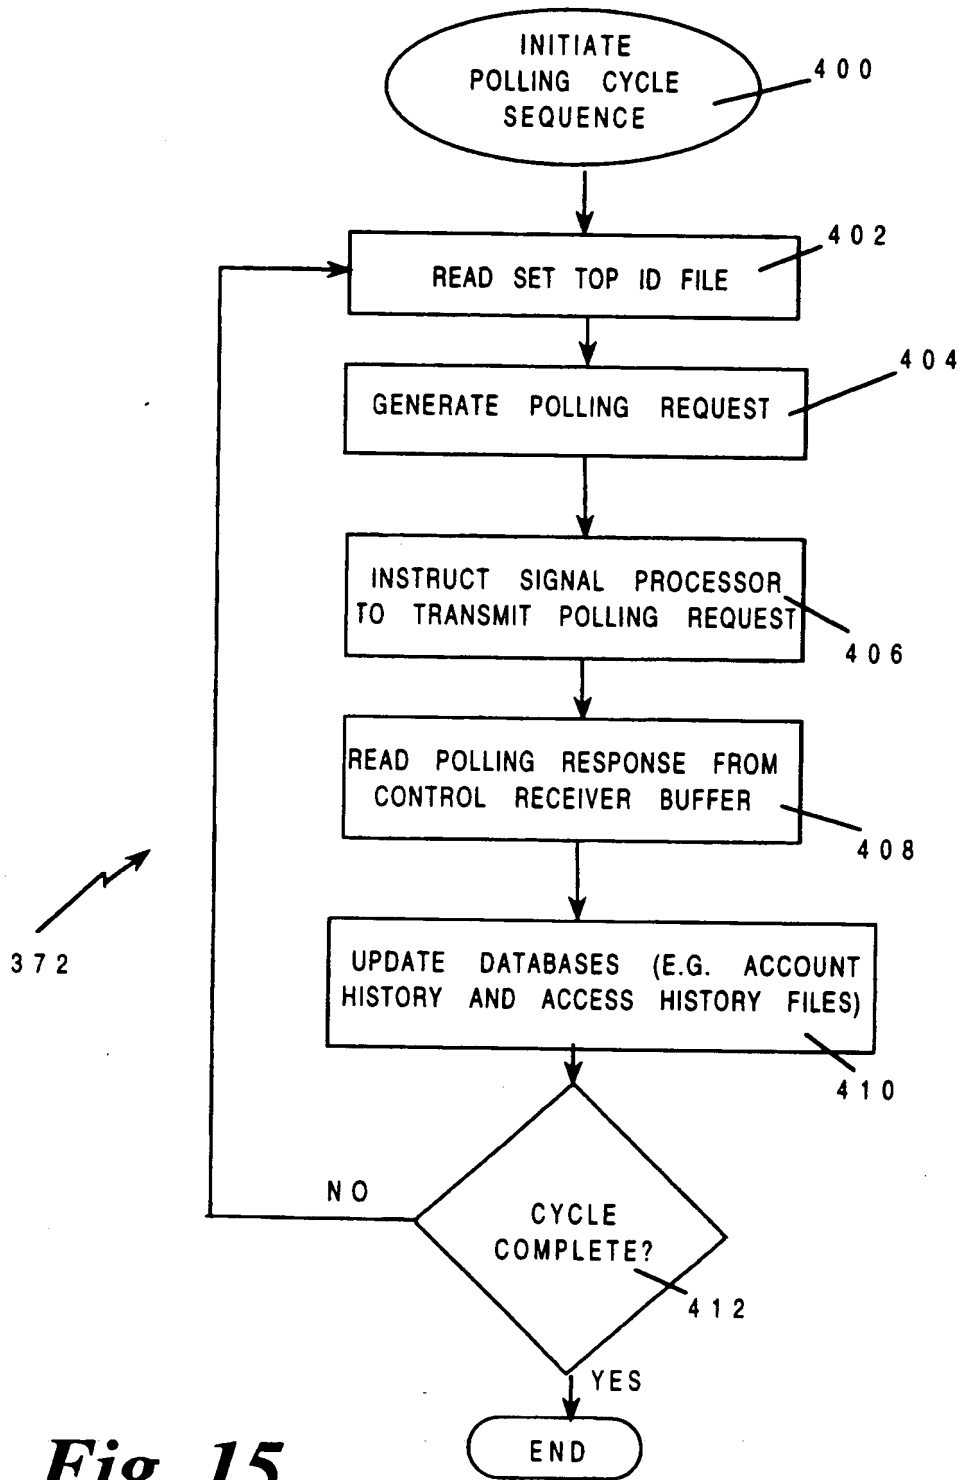 INITIATE
POLLING CYCLE
SEQUENCE
400
402
READ SET TOP ID FILE
404
GENERATE POLLING REQUEST
INSTRUCT SIGNAL PROCESSOR
TO TRANSMIT POLLING REQUEST
406
READ POLLING RESPONSE FROM
CONTROL RECEIVER BUFFER
408
372
UPDATE DATABASES (E.G. ACCOUNT
HISTORY AND ACCESS HISTORY FILES)
410
NO
CYCLE
COMPLETE?
412
YES
END
Fig. 15